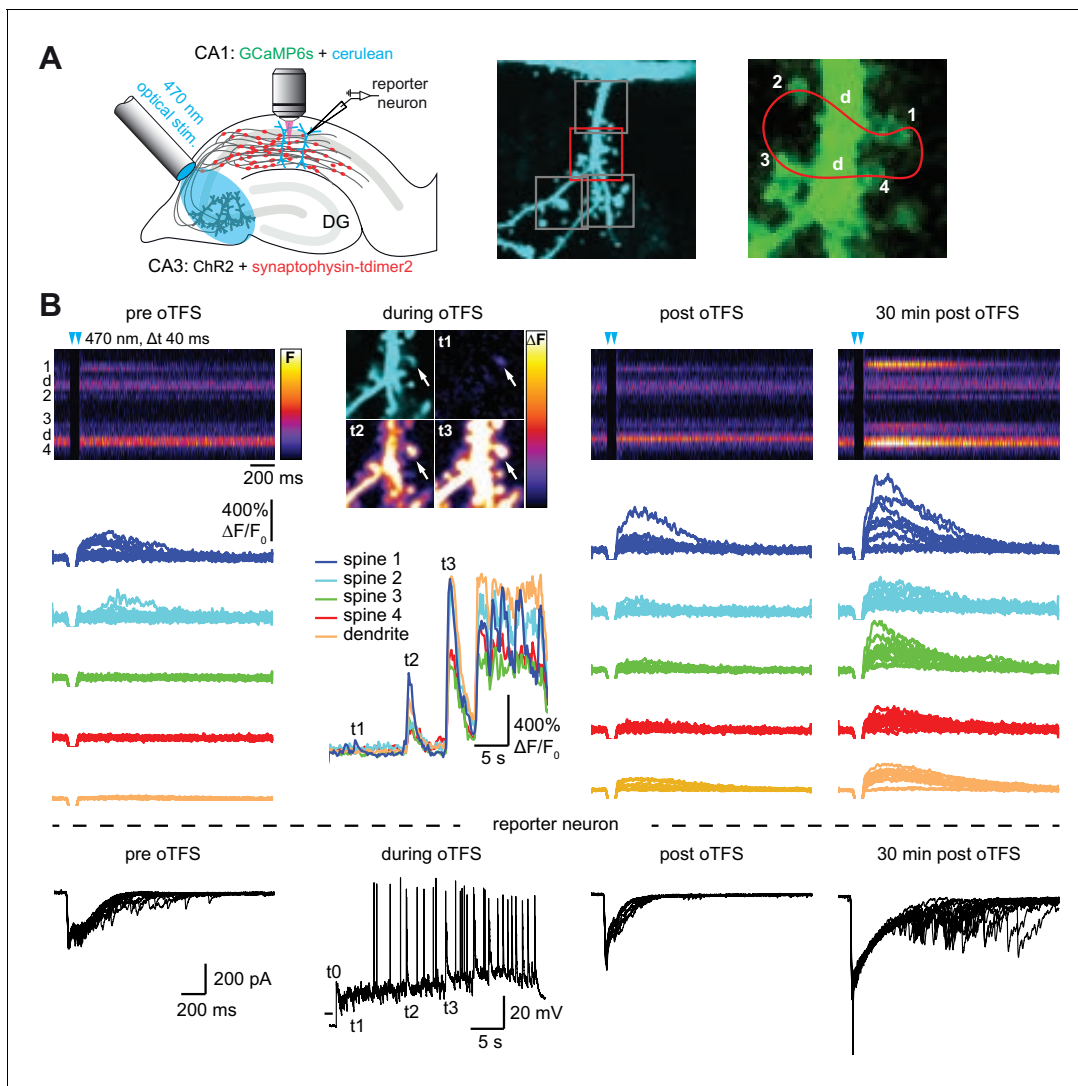 A
CA1: GCaMP6s + cerulean
470 nm
optical stim.
reporter
neuron
DG
CA3: ChR2 + synaptophysin-tdimer2
2
d
1
3
d
4
B
pre oTFS
during oTFS
post oTFS
30 min post oTFS
470 nm, Δt 40 ms
F
1
d
2
3
d
4
200 ms
t1
ΔF
t2
t3
400%
ΔF/F0
spine 1
spine 2
spine 3
spine 4
dendrite
t1
t2
t3
400%
ΔF/F0
5 s
reporter neuron
pre oTFS
during oTFS
post oTFS
30 min post oTFS
200 pA
200 ms
t0
t1
t2
t3
20 mV
5 s